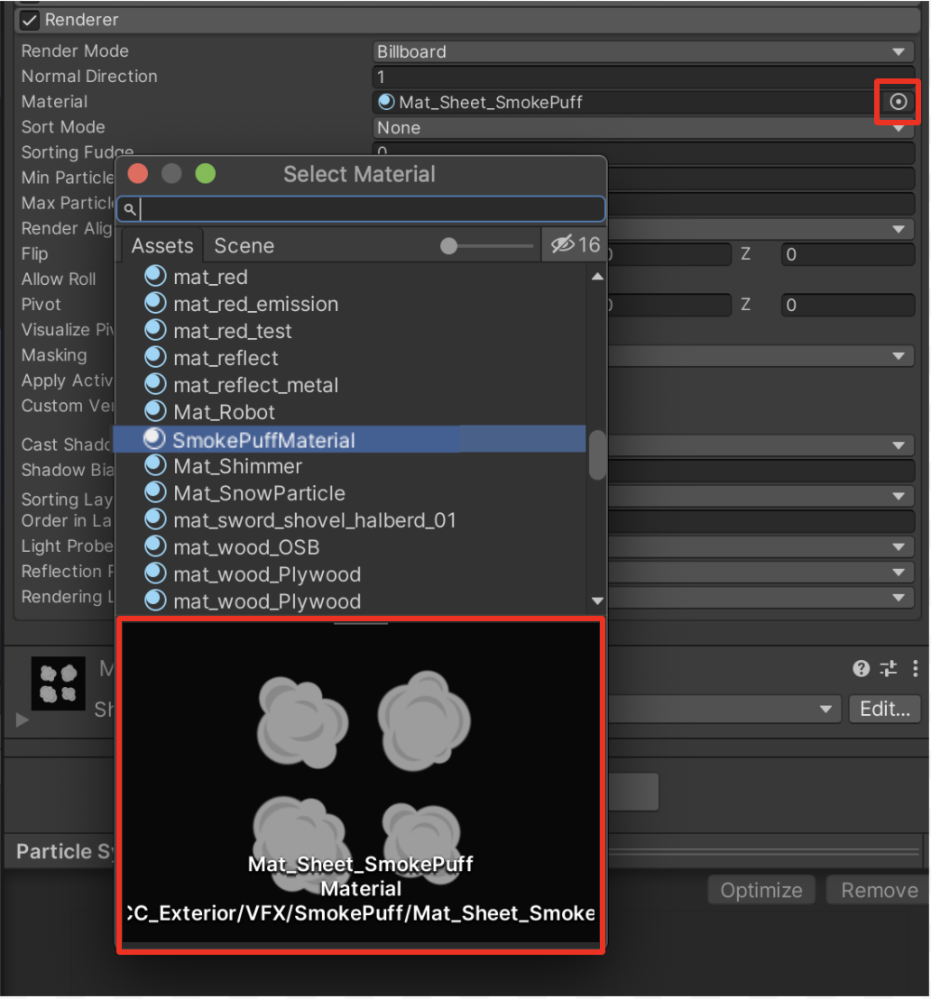 Renderer
Render Mode Billboard
Normal Direction 1
Material Mat_Sheet_SmokePuff
Sort Mode None
Sorting Fudge 0
Min Particle
Max Particle
Render Alig
Flip 0 Z 0
Allow Roll
Pivot 0 Z 0
Visualize Piv
Masking
Apply Activ
Custom Ver
Cast Shado
Shadow Bia
Sorting Lay
Order in La
Light Probe
Reflection P
Rendering L
Select Material
Assets Scene 16
mat_red
mat_red_emission
mat_red_test
mat_reflect
mat_reflect_metal
Mat_Robot
SmokePuffMaterial
Mat_Shimmer
Mat_SnowParticle
mat_sword_shovel_halberd_01
mat_wood_OSB
mat_wood_Plywood
mat_wood_Plywood
Mat_Sheet_SmokePuff
Material
CC_Exterior/VFX/SmokePuff/Mat_Sheet_Smoke
M
Sh
Edit...
Particle Sy
Optimize Remove